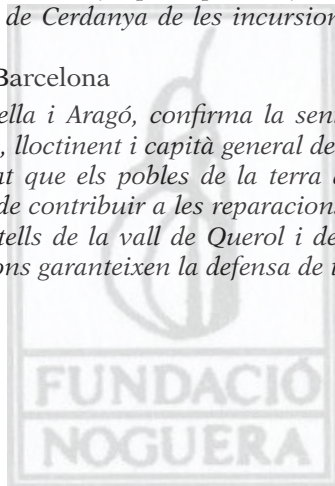 de Cerdanya de les incursion
Barcelona
ella i Aragó, confirma la sen
, lloctinent i capità general de
at que els pobles de la terra
de contribuir a les reparacions
tells de la vall de Querol i de
ons garanteixen la defensa de
FUNDACIÓ
NOGUERA